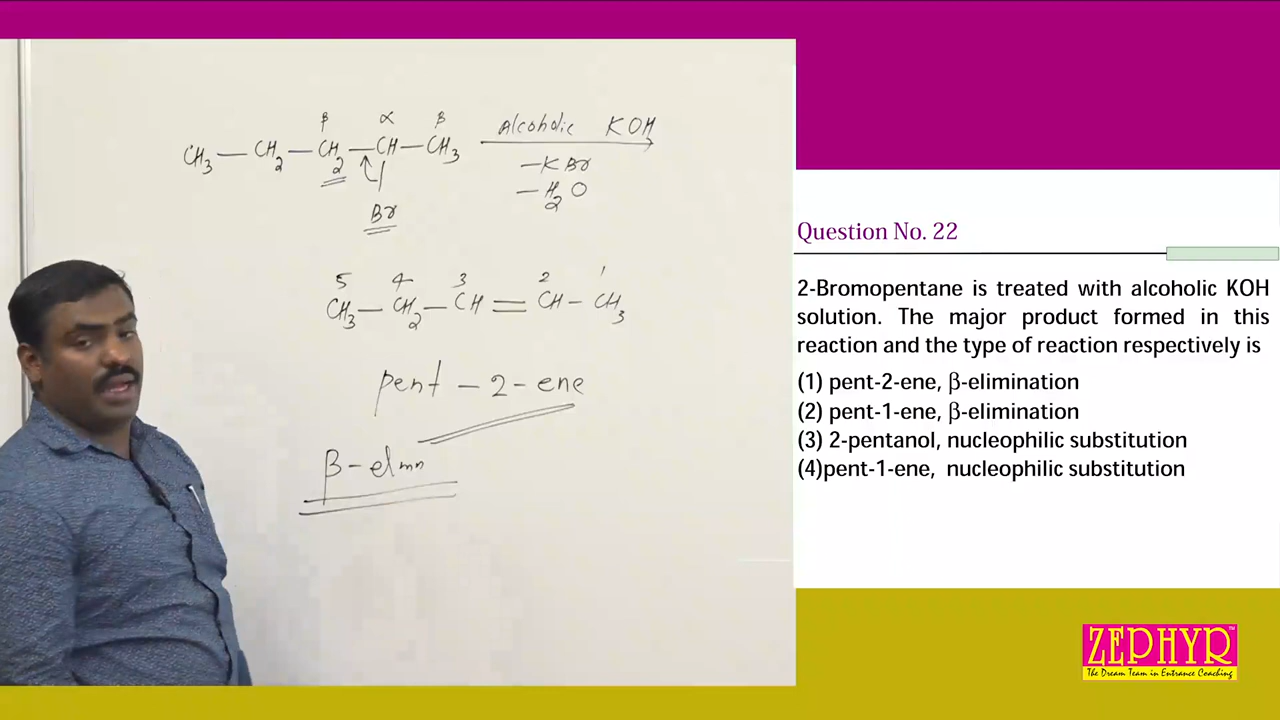 β α β
CH3 — CH2 — CH2 — CH — CH3 Alcoholic KOH
Br
—KBr
—H2O
5 4 3 2 1
CH3 — CH2 — CH = CH — CH3
pent – 2 – ene
β – elmn
Question No. 22
2-Bromopentane is treated with alcoholic KOH
solution. The major product formed in this
reaction and the type of reaction respectively is
(1) pent-2-ene, β-elimination
(2) pent-1-ene, β-elimination
(3) 2-pentanol, nucleophilic substitution
(4)pent-1-ene, nucleophilic substitution
ZEPHYR™
The Dream Team in Entrance Coaching